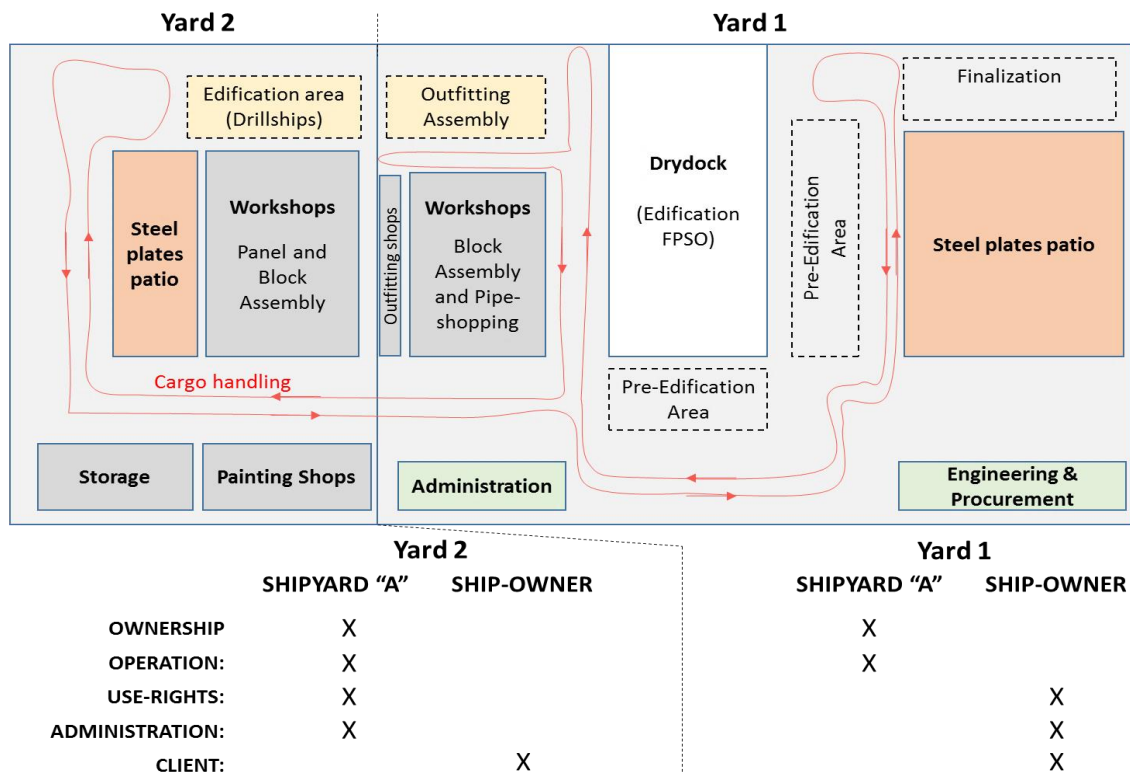 Yard 2
Yard 1
Edification area
(Drillships)
Outfitting
Assembly
Finalization
Steel
plates
patio
Workshops
Panel and
Block
Assembly
Outfitting shops
Workshops
Block
Assembly
and Pipe-
shopping
Drydock
(Edification
FPSO)
Pre-Edification
Area
Steel plates patio
Cargo handling
Pre-Edification
Area
Storage
Painting Shops
Administration
Engineering &
Procurement
Yard 2
Yard 1
SHIPYARD “A” SHIP-OWNER SHIPYARD “A” SHIP-OWNER
OWNERSHIP X X
OPERATION: X X
USE-RIGHTS: X X
ADMINISTRATION: X X
CLIENT: X X